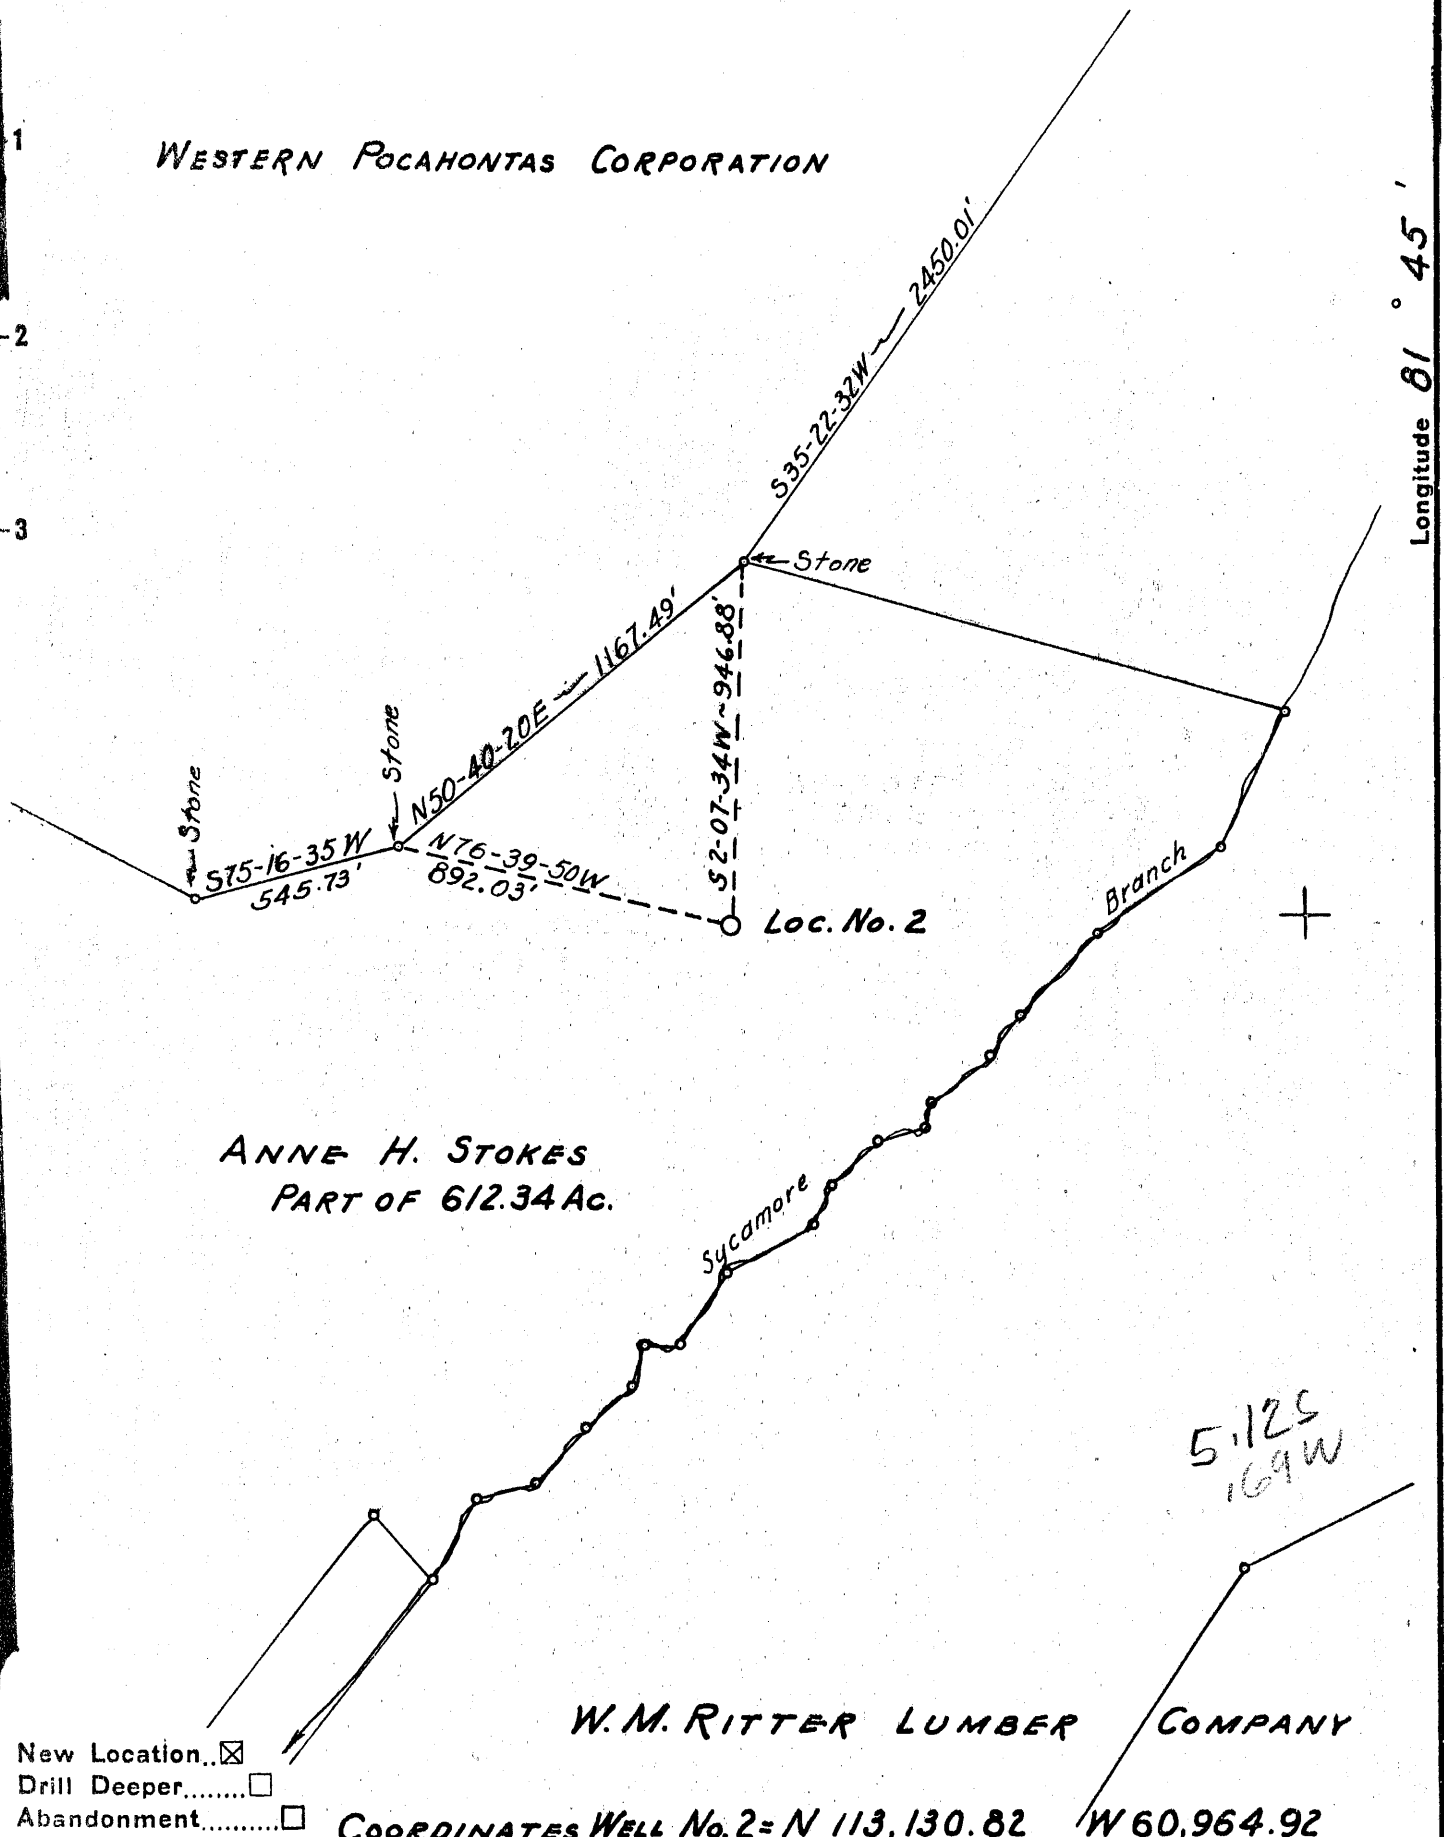 1
WESTERN POCAHONTAS CORPORATION
Longitude 81° 45'
2
S35-22-32W ~ 2450.01'
3
Stone
N50-40-20E ~ 1167.49'
S2-07-34W~946.88'
Stone
Stone
S75-16-35W
545.73'
N76-39-50W
892.03'
Loc. No. 2
Branch
ANNE H. STOKES
PART OF 612.34 Ac.
Sycamore
5.12S
.69W
W. M. RITTER LUMBER COMPANY
New Location..☒
Drill Deeper........☐
Abandonment..........☐
COORDINATES WELL No. 2 = N 113,130.82 W 60,964.92